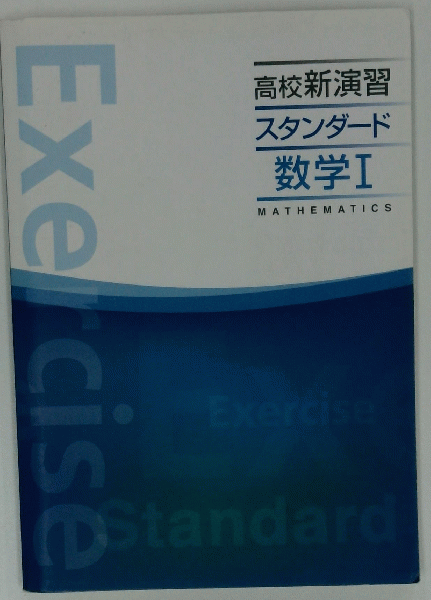 高校新演習
スタンダード
数学I
MATHEMATICS
Exercise
Exercise
Standard